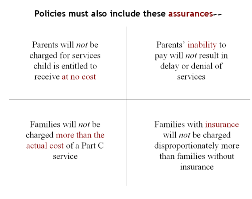 Policies must also include these assurances--
Parents will not be
charged for services
child is entitled to
receive at no cost
Parents' inability to
pay will not result in
delay or denial of
services
Families will not be
charged more than the
actual cost of a Part C
service
Families with insurance
will not be charged
disproportionately more
than families without
insurance